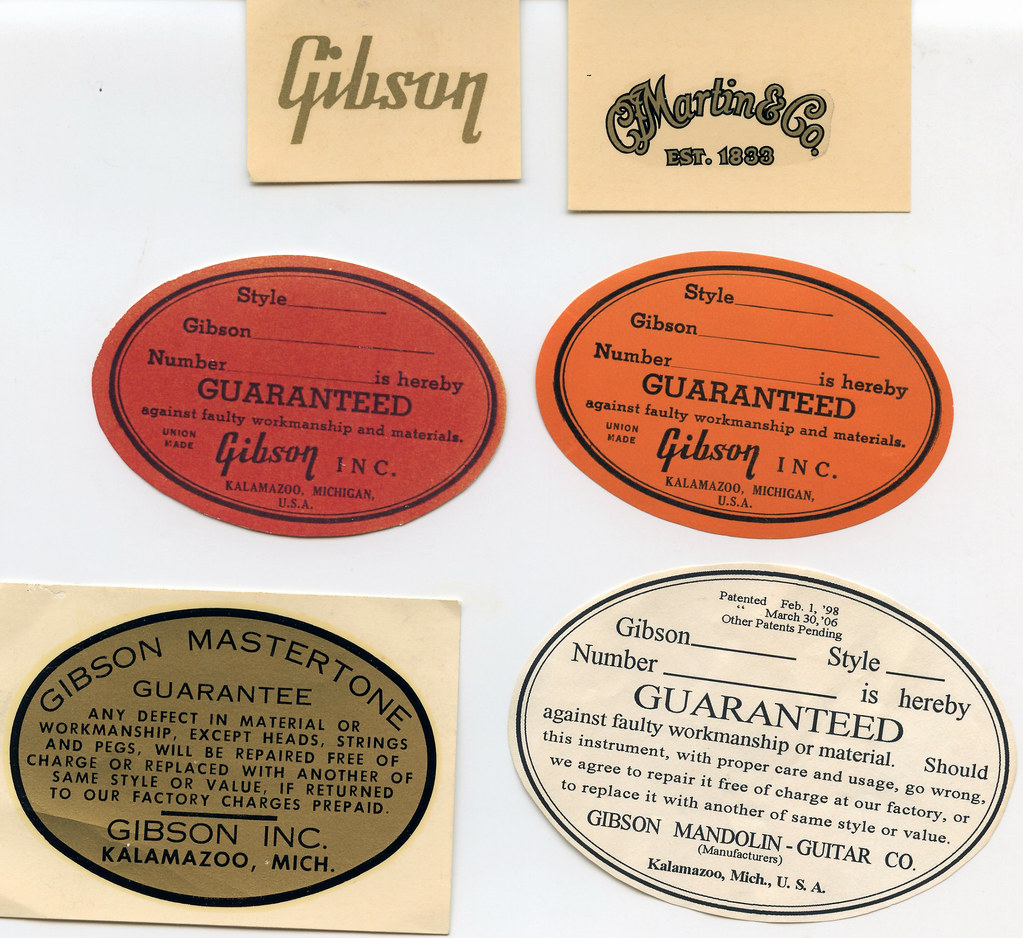 Gibson
CF Martin & Co.
EST. 1833
Style
Gibson
Number is hereby
GUARANTEED
against faulty workmanship and materials.
UNION
MADE
Gibson INC.
KALAMAZOO, MICHIGAN,
U.S.A.
Style
Gibson
Number is hereby
GUARANTEED
against faulty workmanship and materials.
UNION
MADE
Gibson INC.
KALAMAZOO, MICHIGAN,
U.S.A.
GIBSON MASTERTONE
GUARANTEE
ANY DEFECT IN MATERIAL OR
WORKMANSHIP, EXCEPT HEADS, STRINGS
AND PEGS, WILL BE REPAIRED FREE OF
CHARGE OR REPLACED WITH ANOTHER OF
SAME STYLE OR VALUE, IF RETURNED
TO OUR FACTORY CHARGES PREPAID.
GIBSON INC.
KALAMAZOO, MICH.
Patented Feb. 1, '98
" March 30, '06
Other Patents Pending
Gibson Style
Number is hereby
GUARANTEED
against faulty workmanship or material. Should
this instrument, with proper care and usage, go wrong,
we agree to repair it free of charge at our factory, or
to replace it with another of same style or value.
GIBSON MANDOLIN-GUITAR CO.
(Manufacturers)
Kalamazoo, Mich., U. S. A.